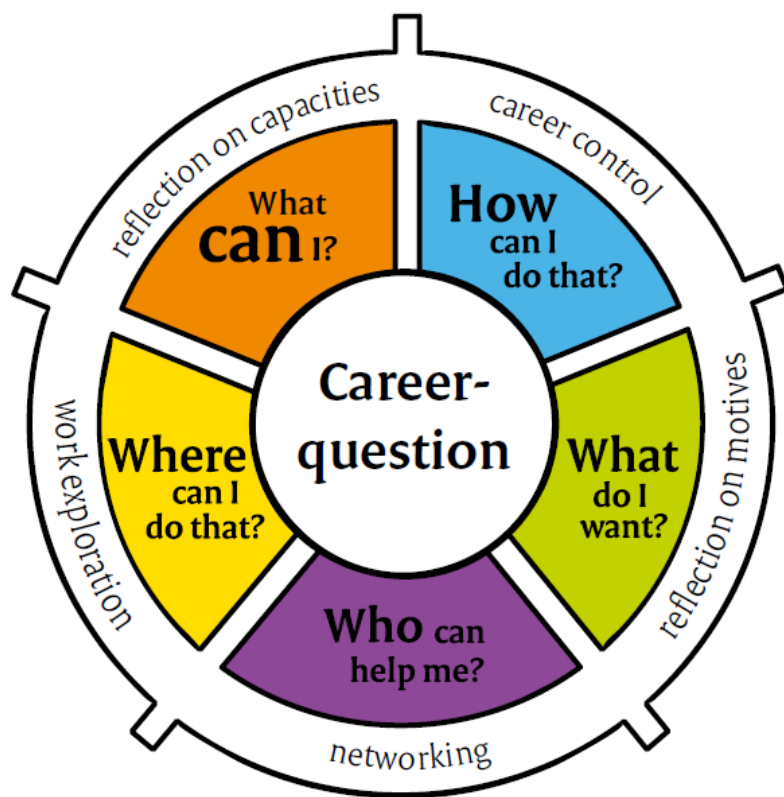 reflection on capacities
career control
What
can I?
How
can I
do that?
Career-
question
Where
can I
do that?
What
do I
want?
work exploration
reflection on motives
Who can
help me?
networking